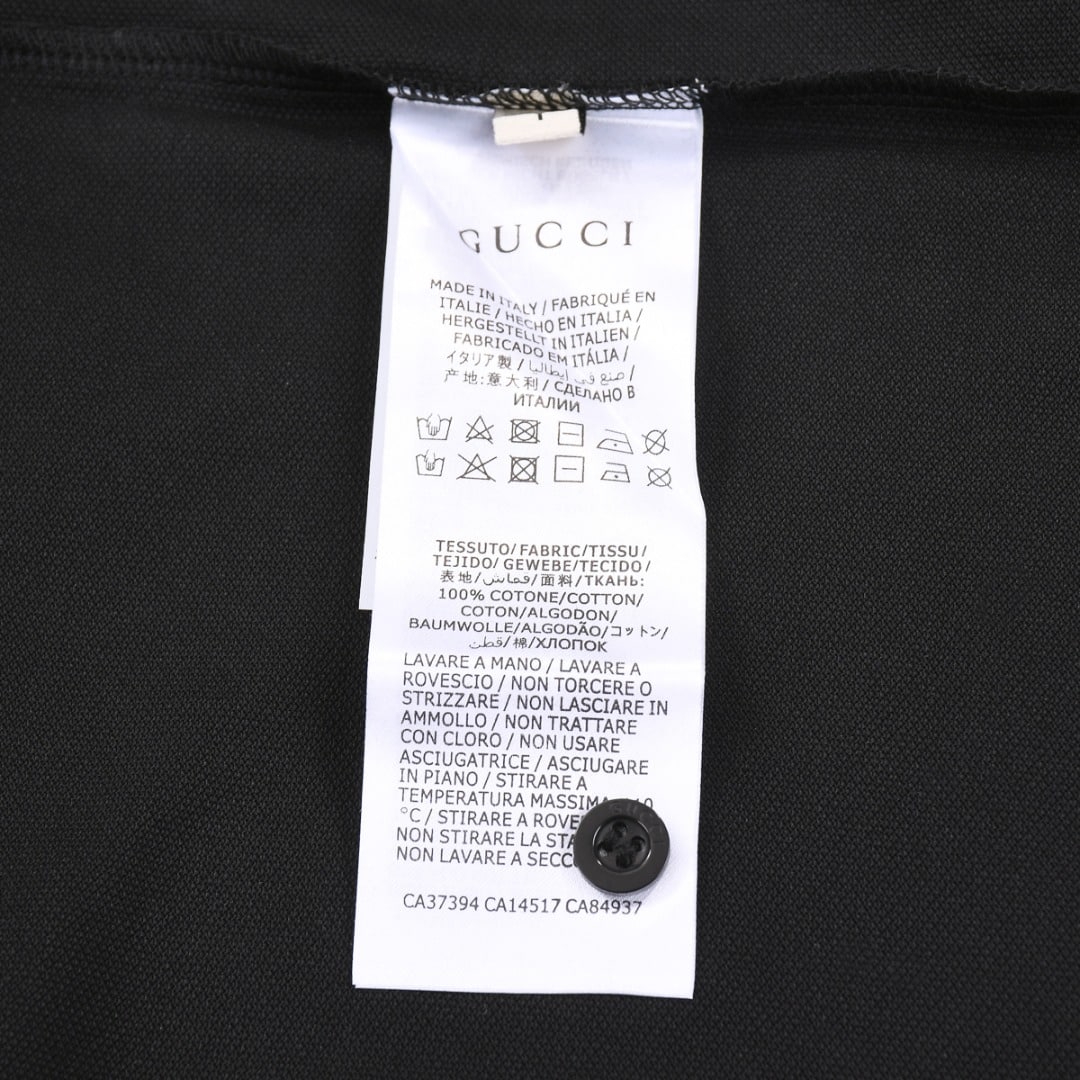 GUCCI
MADE IN ITALY / FABRIQUÉ EN
ITALIE / HECHO EN ITALIA /
HERGESTELLT IN ITALIEN /
FABRICADO EM ITÁLIA /
イタリア製 / صنع في إيطاليا /
产地:意大利 / СДЕЛАНО В
ИТАЛИИ
TESSUTO/FABRIC/TISSU/
TEJIDO/ GEWEBE/TECIDO/
表地/قماش/面料/ТКАНЬ:
100% COTONE/COTTON/
COTON/ALGODON/
BAUMWOLLE/ALGODÃO/コットン/
قطن/棉/ХЛОПОК
LAVARE A MANO / LAVARE A
ROVESCIO / NON TORCERE O
STRIZZARE / NON LASCIARE IN
AMMOLLO / NON TRATTARE
CON CLORO / NON USARE
ASCIUGATRICE / ASCIUGARE
IN PIANO / STIRARE A
TEMPERATURA MASSIMA
°C / STIRARE A
NON STIRARE LA
NON LAVARE A
CA37394 CA14517 CA84937